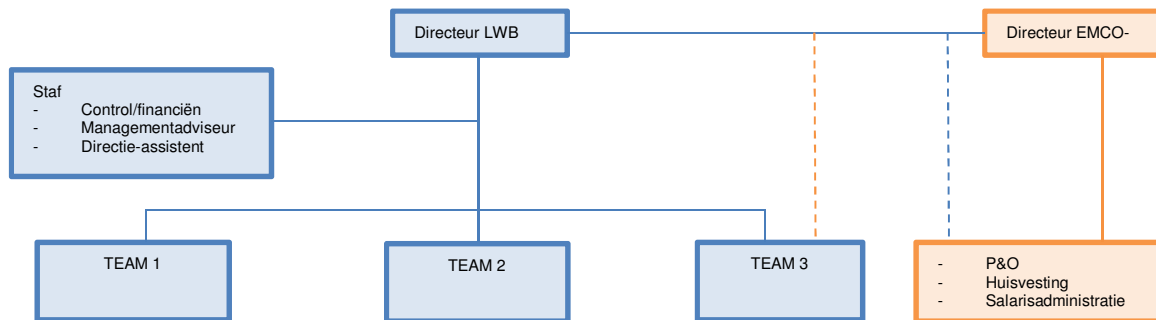 Directeur LWB
Directeur EMCO-
Staf
- Control/financiën
- Managementadviseur
- Directie-assistent
TEAM 1
TEAM 2
TEAM 3
- P&O
- Huisvesting
- Salarisadministratie